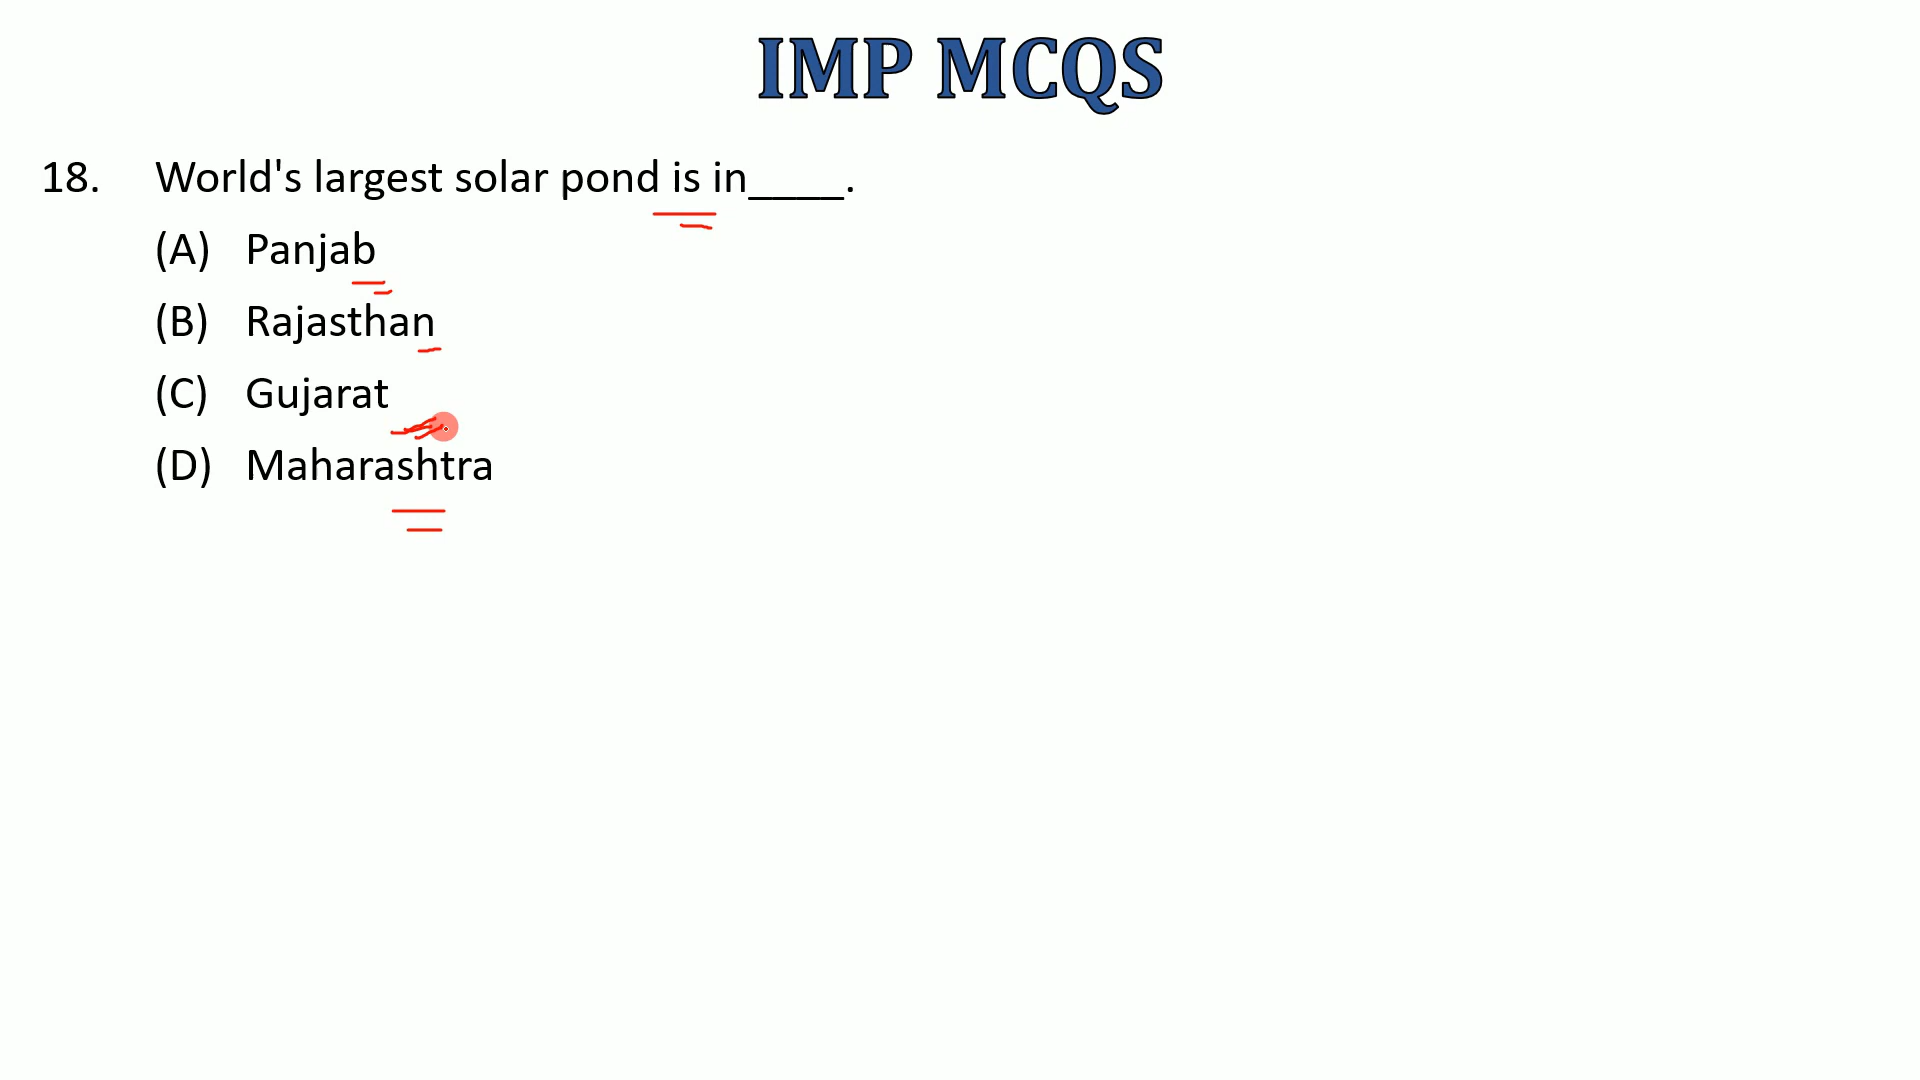 IMP MCQS
18. World's largest solar pond is in____.
(A) Panjab
(B) Rajasthan
(C) Gujarat
(D) Maharashtra